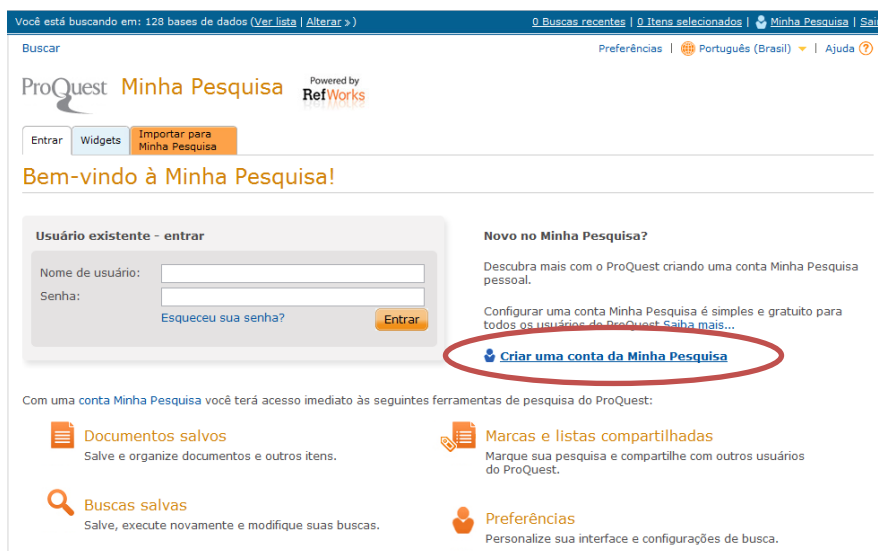 Você está buscando em: 128 bases de dados (Ver lista | Alterar »)
0 Buscas recentes | 0 Itens selecionados | Minha Pesquisa |
Buscar
Preferências | Português (Brasil) | Ajuda ?
ProQuest Minha Pesquisa Powered by RefWorks
Entrar
Widgets
Importar para
Minha Pesquisa
Bem-vindo à Minha Pesquisa!
Usuário existente - entrar
Nome de usuário:
Senha:
Esqueceu sua senha?
Entrar
Novo no Minha Pesquisa?
Descubra mais com o ProQuest criando uma conta Minha Pesquisa
pessoal.
Configurar uma conta Minha Pesquisa é simples e gratuito para
todos os usuários do ProQuest Saiba mais...
Criar uma conta da Minha Pesquisa
Com uma conta Minha Pesquisa você terá acesso imediato às seguintes ferramentas de pesquisa do ProQuest:
Documentos salvos
Salve e organize documentos e outros itens.
Marcas e listas compartilhadas
Marque sua pesquisa e compartilhe com outros usuários
do ProQuest.
Buscas salvas
Salve, execute novamente e modifique suas buscas.
Preferências
Personalize sua interface e configurações de busca.